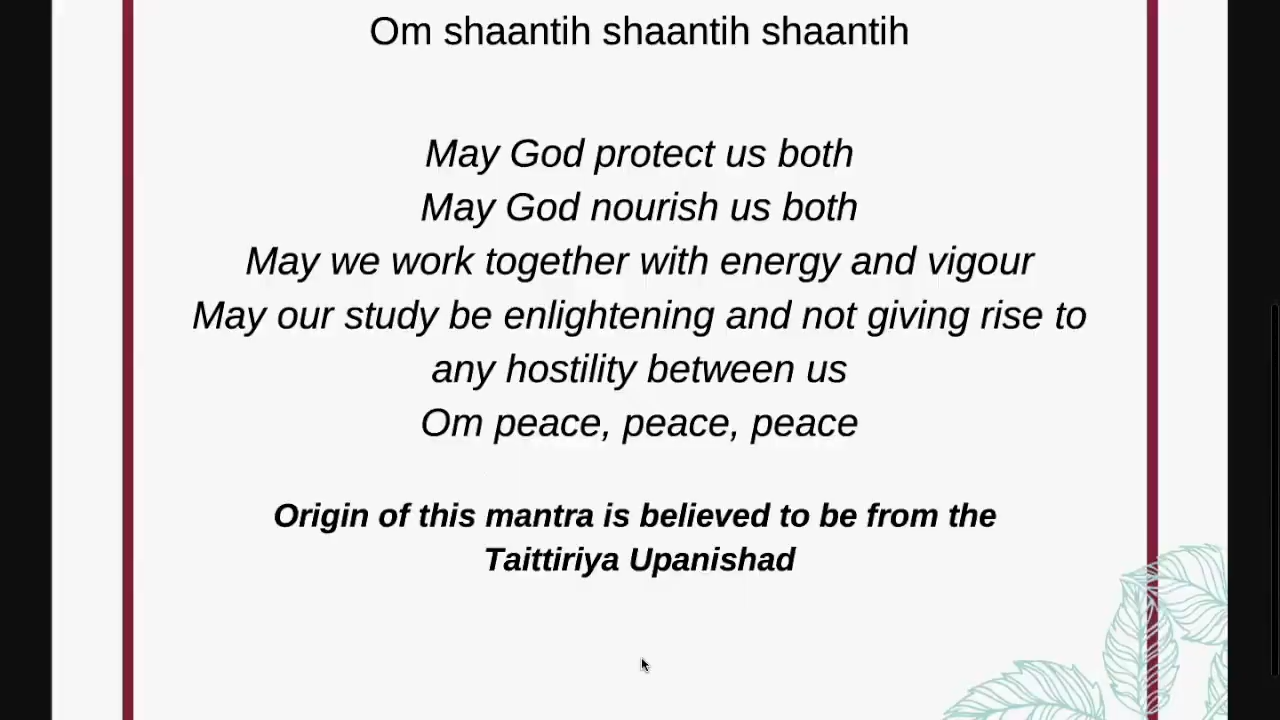 Om shaantih shaantih shaantih
May God protect us both
May God nourish us both
May we work together with energy and vigour
May our study be enlightening and not giving rise to
any hostility between us
Om peace, peace, peace
Origin of this mantra is believed to be from the
Taittiriya Upanishad